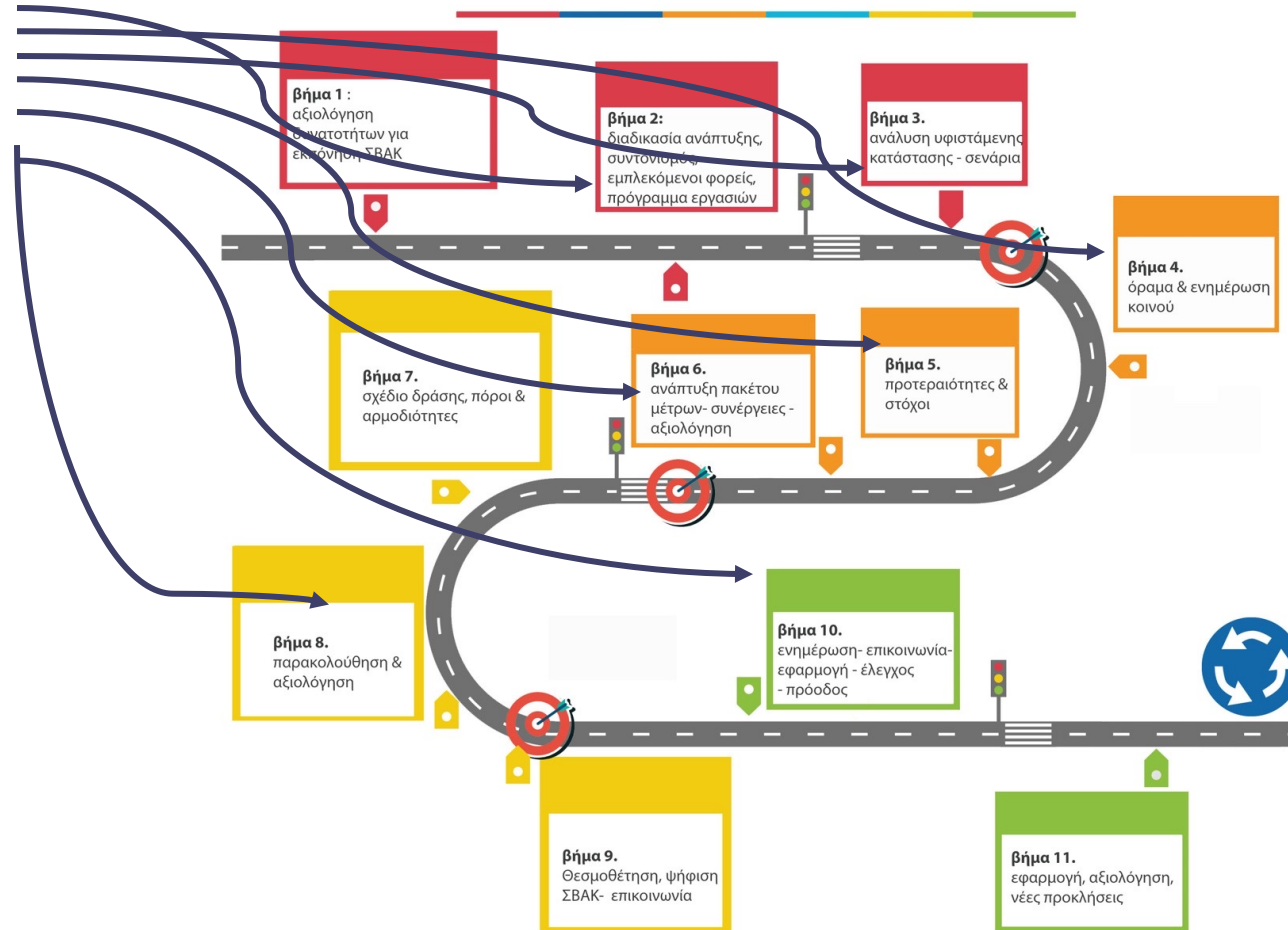 βήμα 1 :
αξιολόγηση
δυνατοτήτων για
εκπόνηση ΣΒΑΚ
βήμα 2:
διαδικασία ανάπτυξης,
συντονισμός,
εμπλεκόμενοι φορείς,
πρόγραμμα εργασιών
βήμα 3.
ανάλυση υφιστάμενης
κατάστασης - σενάρια
βήμα 4.
όραμα & ενημέρωση
κοινού
βήμα 5.
προτεραιότητες &
στόχοι
βήμα 6.
ανάπτυξη πακέτου
μέτρων- συνέργειες -
αξιολόγηση
βήμα 7.
σχέδιο δράσης, πόροι &
αρμοδιότητες
βήμα 8.
παρακολούθηση &
αξιολόγηση
βήμα 9.
Θεσμοθέτηση, ψήφιση
ΣΒΑΚ- επικοινωνία
βήμα 10.
ενημέρωση- επικοινωνία-
εφαρμογή - έλεγχος
- πρόοδος
βήμα 11.
εφαρμογή, αξιολόγηση,
νέες προκλήσεις